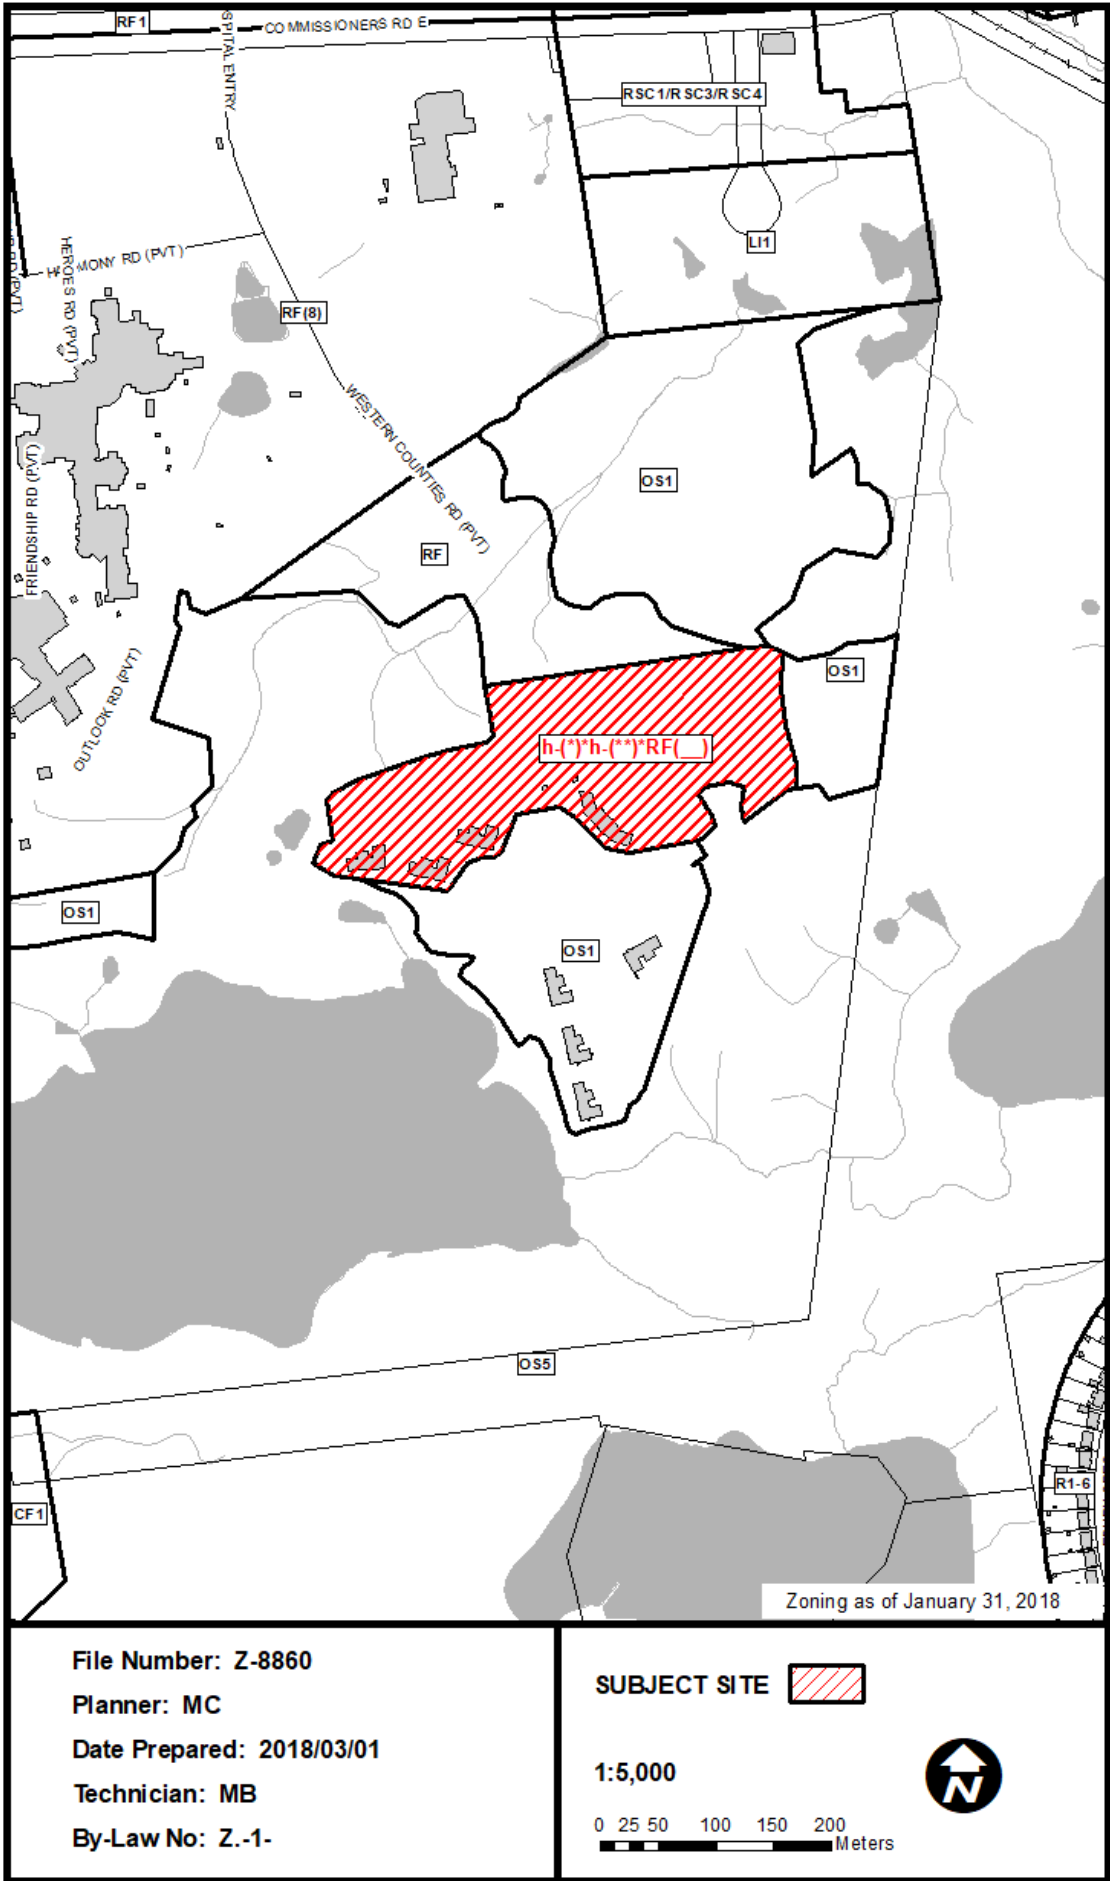 RF1
COMMISSIONERS RD E
SPITAL ENTRY
RSC1/RSC3/RSC4
LI1
HARMONY RD (PVT)
HEROES RD (PVT)
RD (PVT)
RF(8)
WESTERN COUNTIES RD (PVT)
FRIENDSHIP RD (PVT)
OS1
RF
OUTLOOK RD (PVT)
OS1
h-(*)*h-(**)*RF(__)
OS1
OS1
OS5
CF1
R1-6
Zoning as of January 31, 2018
File Number: Z-8860
Planner: MC
Date Prepared: 2018/03/01
Technician: MB
By-Law No: Z.-1-
SUBJECT SITE
1:5,000
N
0 25 50 100 150 200
Meters